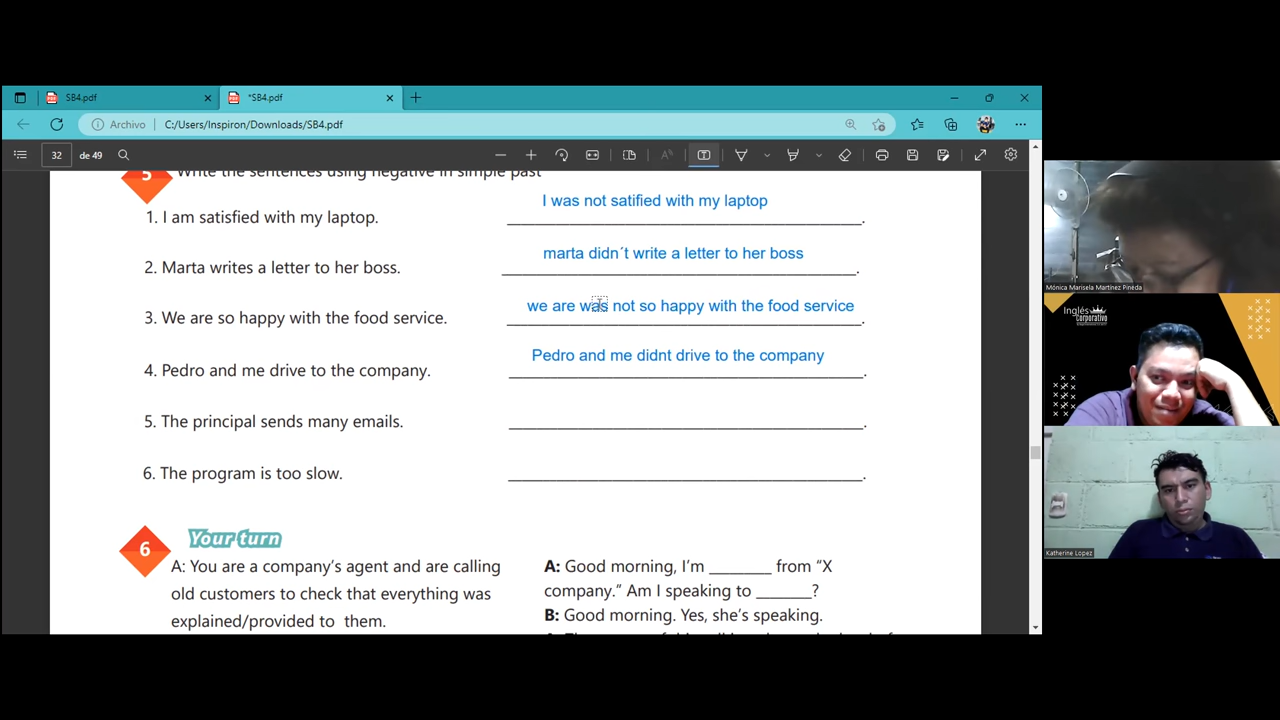 SB4.pdf
*SB4.pdf
Archivo
C:/Users/Inspiron/Downloads/SB4.pdf
32
de 49
5 Write the sentences using negative in simple past
1. I am satisfied with my laptop.
I was not satified with my laptop
2. Marta writes a letter to her boss.
marta didn´t write a letter to her boss
3. We are so happy with the food service.
we are was not so happy with the food service
4. Pedro and me drive to the company.
Pedro and me didnt drive to the company
5. The principal sends many emails.
6. The program is too slow.
6 Your turn
A: You are a company’s agent and are calling
old customers to check that everything was
explained/provided to them.
A: Good morning, I’m ________ from “X
company.” Am I speaking to _______?
B: Good morning. Yes, she’s speaking.
Mónica Marisela Martínez Pineda
Inglés
Corporativo
Katherine Lopez